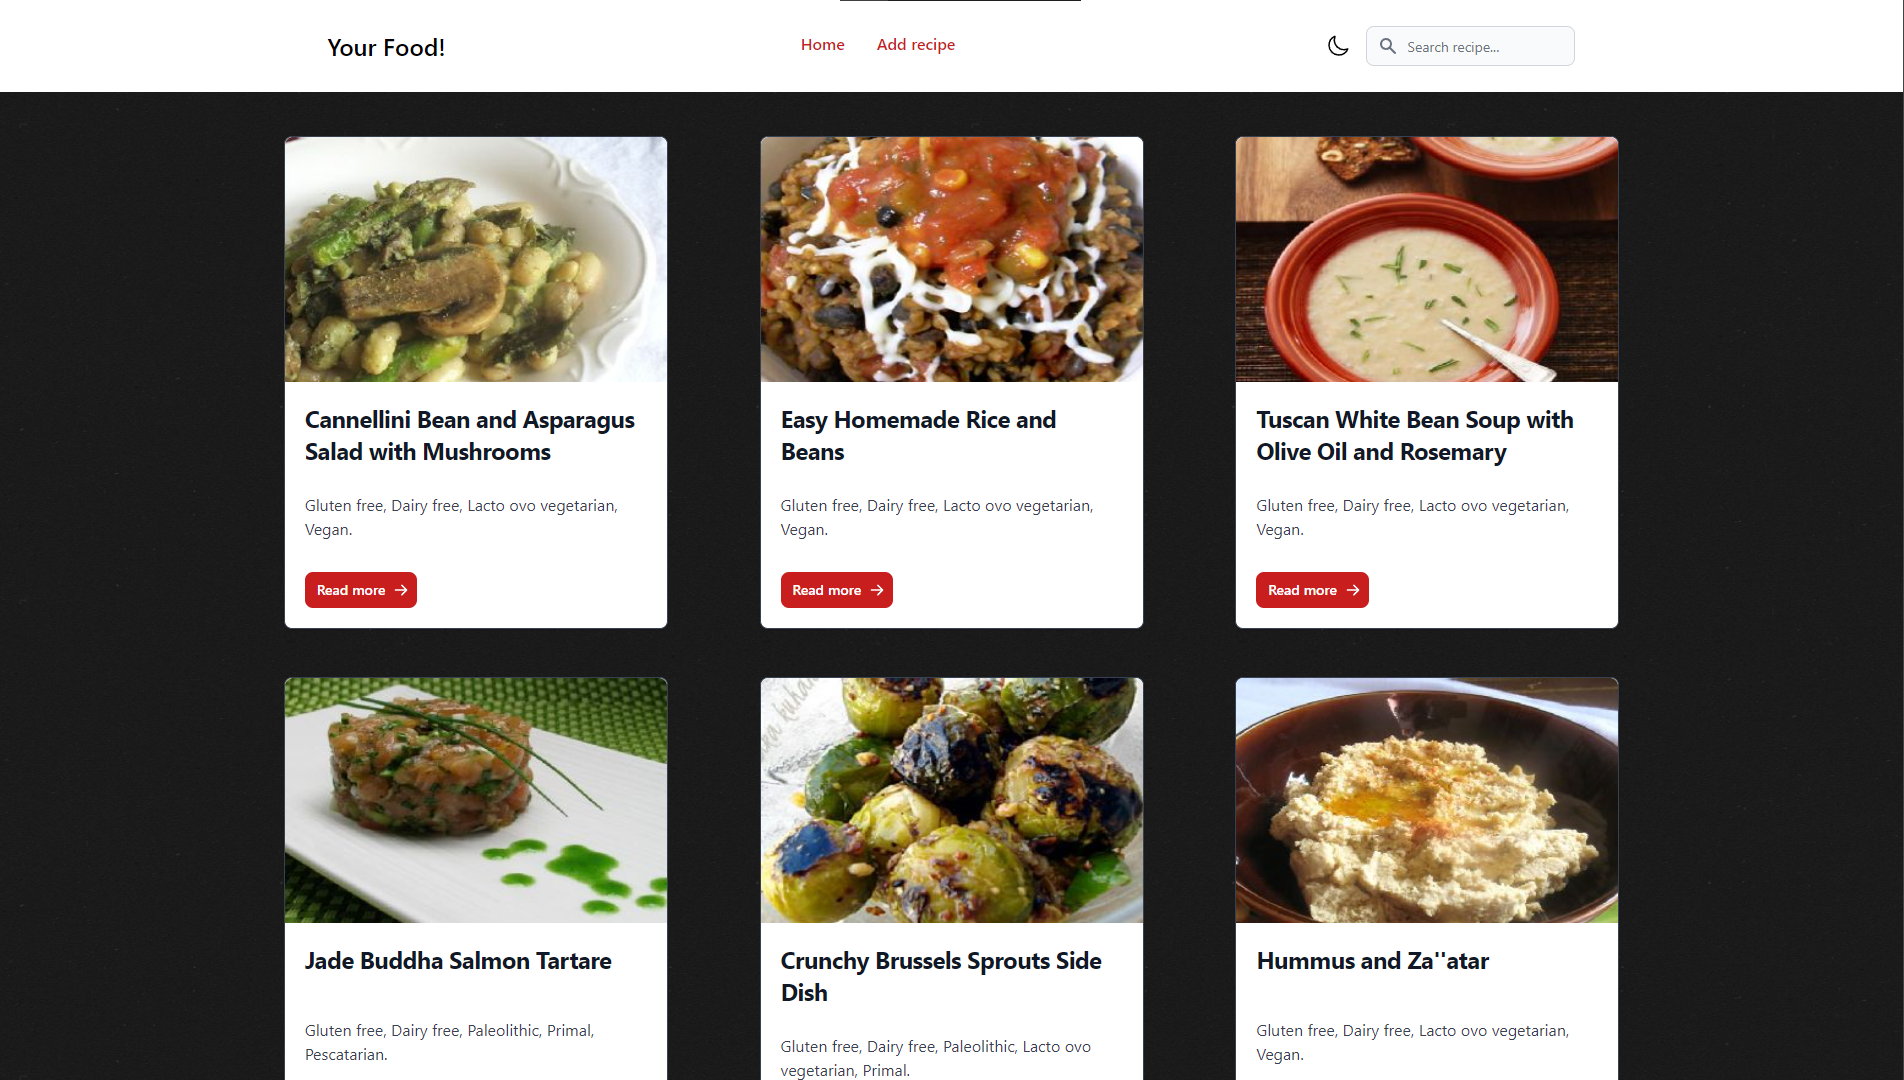 Your Food!
Home
Add recipe
Search recipe...
Cannellini Bean and Asparagus
Salad with Mushrooms
Gluten free, Dairy free, Lacto ovo vegetarian,
Vegan.
Read more
Easy Homemade Rice and
Beans
Gluten free, Dairy free, Lacto ovo vegetarian,
Vegan.
Read more
Tuscan White Bean Soup with
Olive Oil and Rosemary
Gluten free, Dairy free, Lacto ovo vegetarian,
Vegan.
Read more
Jade Buddha Salmon Tartare
Gluten free, Dairy free, Paleolithic, Primal,
Pescatarian.
Crunchy Brussels Sprouts Side
Dish
Gluten free, Dairy free, Paleolithic, Lacto ovo
vegetarian, Primal.
Hummus and Za''atar
Gluten free, Dairy free, Lacto ovo vegetarian,
Vegan.